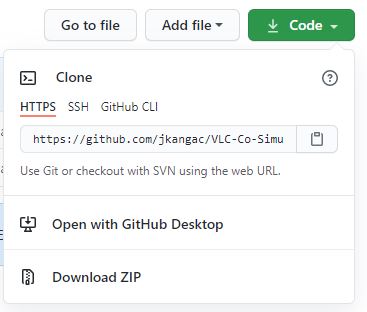 Go to file Add file Code
Clone
HTTPS SSH GitHub CLI
https://github.com/jkangac/VLC-Co-Simu
Use Git or checkout with SVN using the web URL.
Open with GitHub Desktop
Download ZIP